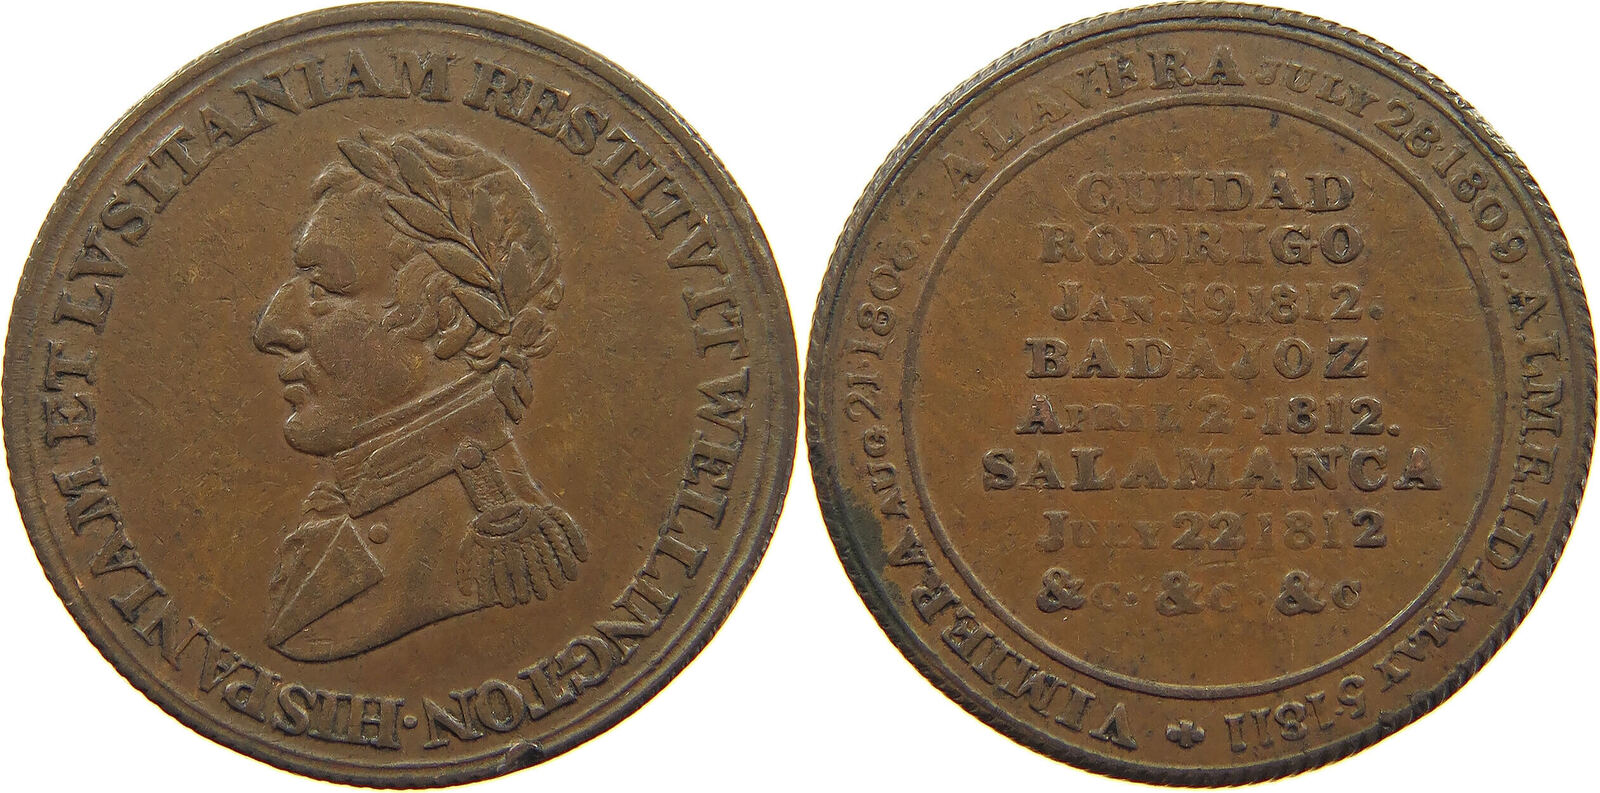 HISPANIAM ET LVSITANIAM RESTITVIT WELLINGTON ·
VIMIERA AUG 21 1808. TALAVERA JULY 28·1809. ALMEIDA MAY 5·1811
CUIDAD
RODRIGO
JAN. 19.1812.
BADAJOZ
APRIL 2·1812.
SALAMANCA
JULY 22 1812
&c. &c. &c